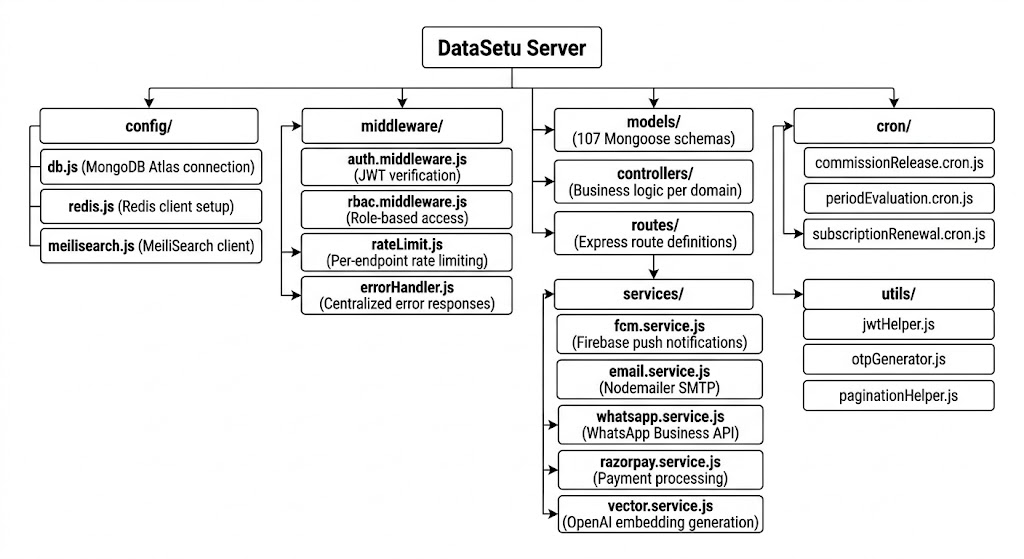 DataSetu Server
config/
db.js (MongoDB Atlas connection)
redis.js (Redis client setup)
meilisearch.js (MeiliSearch client)
middleware/
auth.middleware.js
(JWT verification)
rbac.middleware.js
(Role-based access)
rateLimit.js
(Per-endpoint rate limiting)
errorHandler.js
(Centralized error responses)
models/
(107 Mongoose schemas)
controllers/
(Business logic per domain)
routes/
(Express route definitions)
services/
fcm.service.js
(Firebase push notifications)
email.service.js
(Nodemailer SMTP)
whatsapp.service.js
(WhatsApp Business API)
razorpay.service.js
(Payment processing)
vector.service.js
(OpenAI embedding generation)
cron/
commissionRelease.cron.js
periodEvaluation.cron.js
subscriptionRenewal.cron.js
utils/
jwtHelper.js
otpGenerator.js
paginationHelper.js